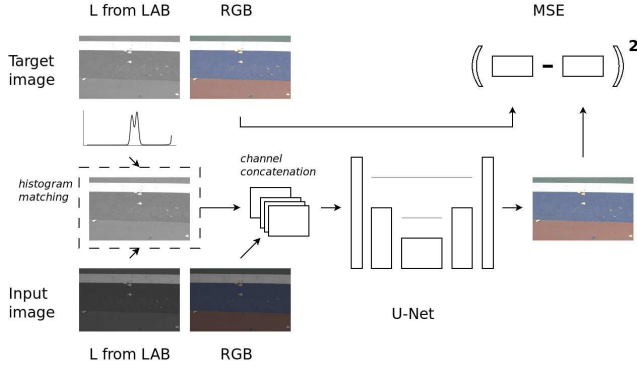 L from LAB
RGB
MSE
Target
image
2
histogram
matching
channel
concatenation
Input
image
U-Net
L from LAB
RGB